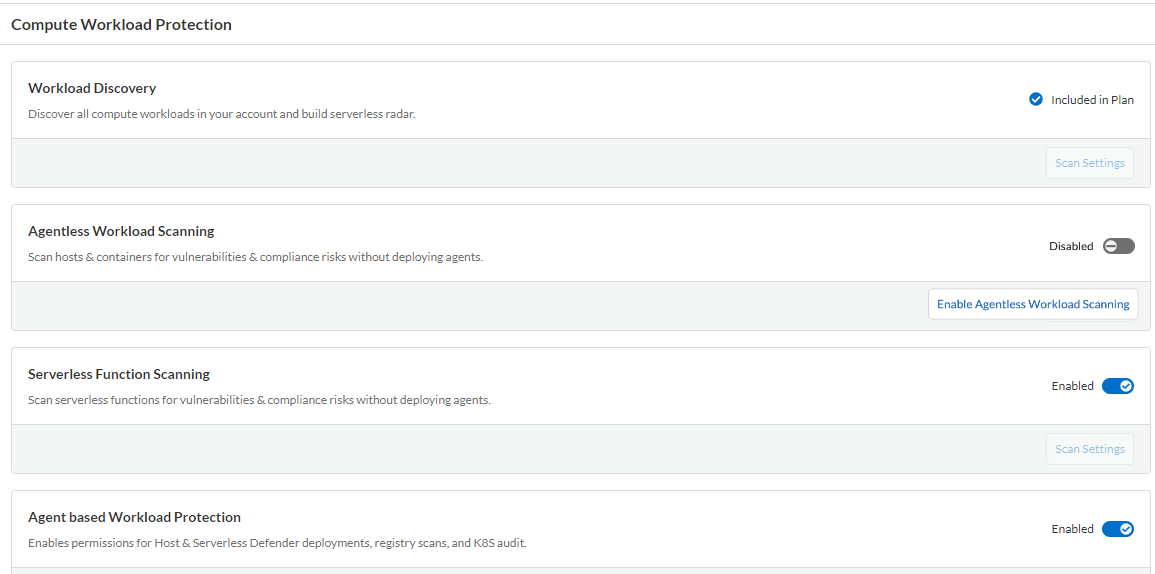 Compute Workload Protection
Workload Discovery
Discover all compute workloads in your account and build serverless radar.
Included in Plan
Scan Settings
Agentless Workload Scanning
Scan hosts & containers for vulnerabilities & compliance risks without deploying agents.
Disabled
Enable Agentless Workload Scanning
Serverless Function Scanning
Scan serverless functions for vulnerabilities & compliance risks without deploying agents.
Enabled
Scan Settings
Agent based Workload Protection
Enables permissions for Host & Serverless Defender deployments, registry scans, and K8S audit.
Enabled